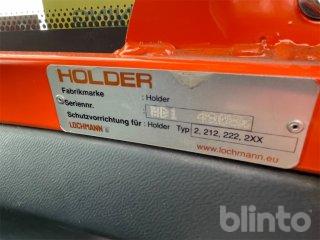 HOLDER
Fabrikmarke : Holder
Seriennr.
Schutzvorrichtung für : Holder Typ 2, 212, 222, 2XX
LOCHMANN
www.lochmann.eu
blinto